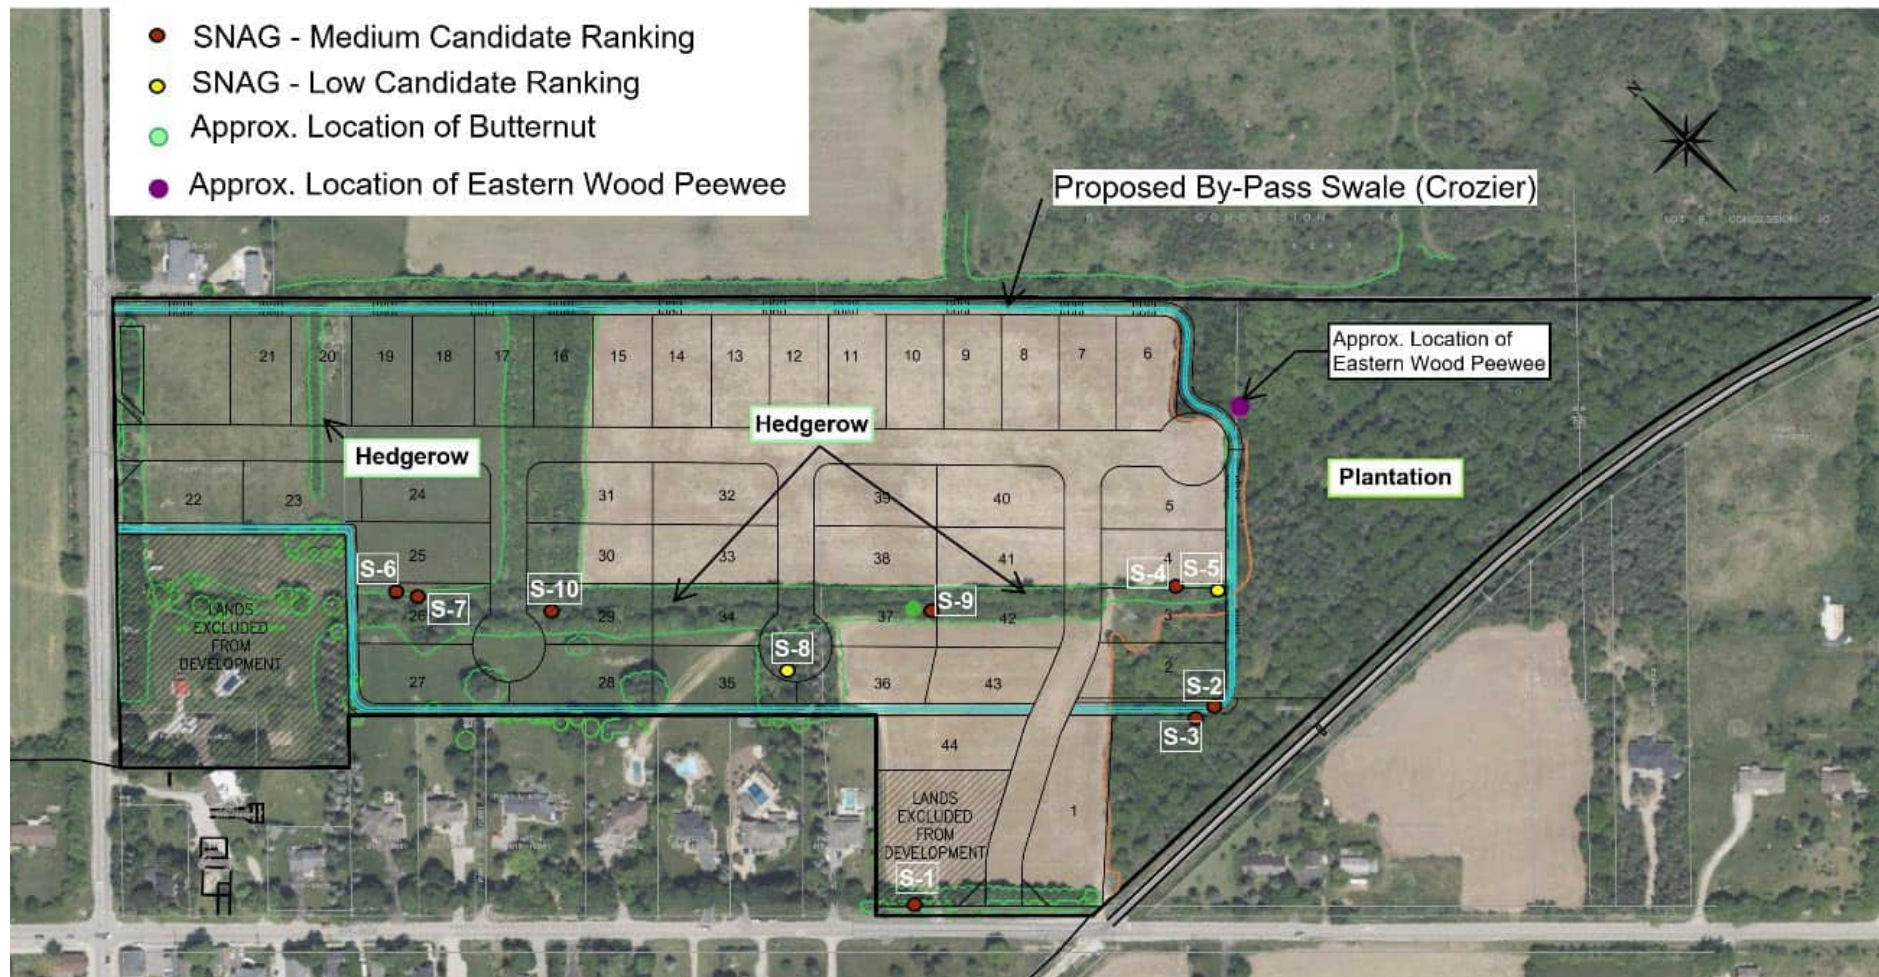 SNAG - Medium Candidate Ranking
SNAG - Low Candidate Ranking
Approx. Location of Butternut
Approx. Location of Eastern Wood Peewee
N
Proposed By-Pass Swale (Crozier)
CONCESSION 10
CONCESSION 10
Approx. Location of
Eastern Wood Peewee
21
20
19
18
17
16
15
14
13
12
11
10
9
8
7
6
Hedgerow
Hedgerow
Plantation
22
23
24
31
32
39
40
5
25
30
33
38
41
4
S-6
S-7
S-10
S-9
S-4
S-5
26
29
34
37
42
3
LANDS
EXCLUDED
FROM
DEVELOPMENT
S-8
27
28
35
36
43
2
S-2
S-3
44
1
LANDS
EXCLUDED
FROM
DEVELOPMENT
S-1